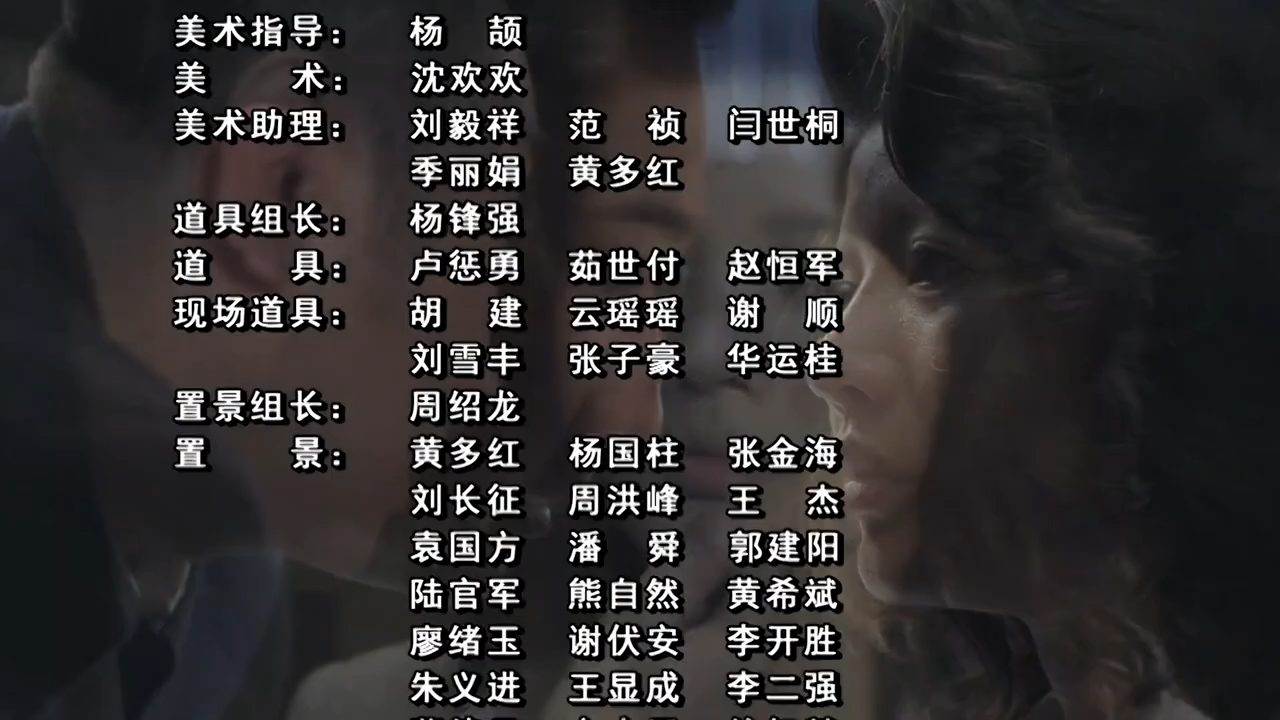 美术指导： 杨 颉
美 术： 沈欢欢
美术助理： 刘毅祥 范 祯 闫世桐
季丽娟 黄多红
道具组长： 杨锋强
道 具： 卢惩勇 茹世付 赵恒军
现场道具： 胡 建 云瑶瑶 谢 顺
刘雪丰 张子豪 华运桂
置景组长： 周绍龙
置 景： 黄多红 杨国柱 张金海
刘长征 周洪峰 王 杰
袁国方 潘 舜 郭建阳
陆官军 熊自然 黄希斌
廖绪玉 谢伏安 李开胜
朱义进 王显成 李二强